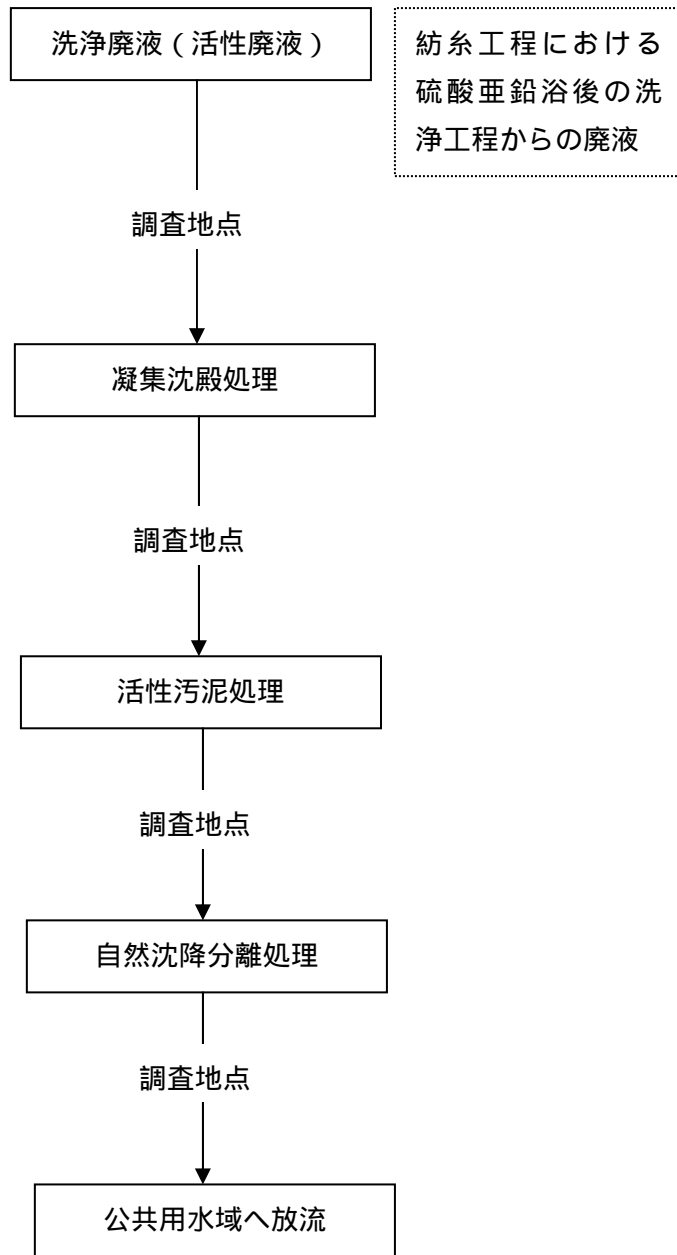 洗浄廃液（活性廃液）
紡糸工程における
硫酸亜鉛浴後の洗
浄工程からの廃液
調査地点
凝集沈殿処理
調査地点
活性汚泥処理
調査地点
自然沈降分離処理
調査地点
公共用水域へ放流